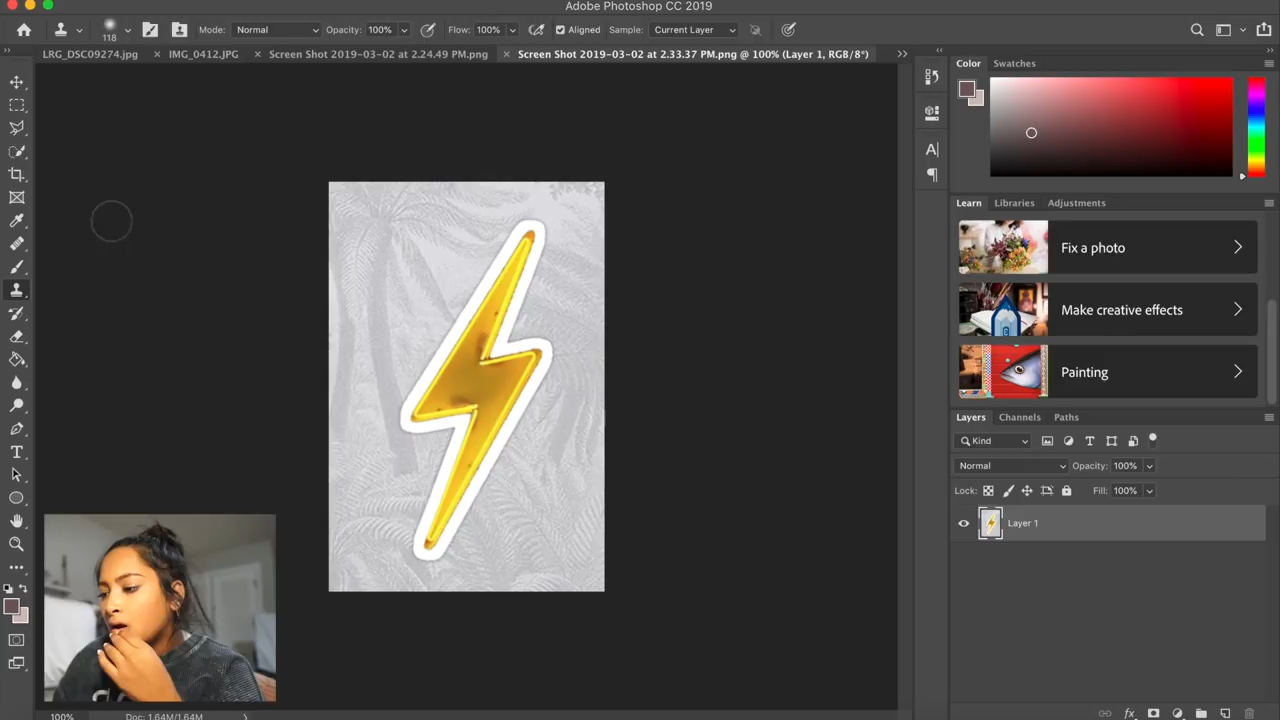 Adobe Photoshop CC 2019
118
Mode: Normal Opacity: 100% Flow: 100% Aligned Sample: Current Layer
LRG_DSC09274.jpg IMG_0412.JPG Screen Shot 2019-03-02 at 2.24.49 PM.png Screen Shot 2019-03-02 at 2.33.37 PM.png @ 100% (Layer 1, RGB/8*)
Color Swatches
Learn Libraries Adjustments
Fix a photo
Make creative effects
Painting
Layers Channels Paths
Kind
Normal Opacity: 100%
Lock: Fill: 100%
Layer 1
100% Doc: 1.64M/1.64M